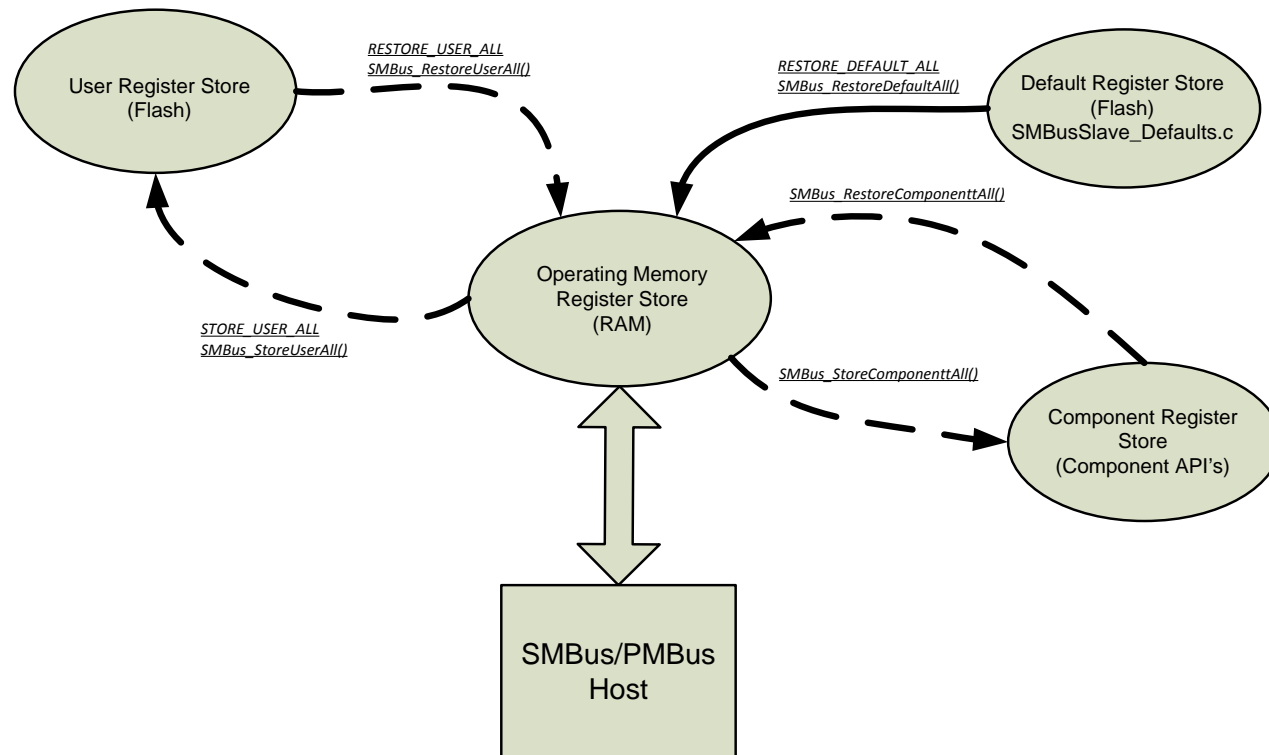 RESTORE_USER_ALL
SMBus_RestoreUserAll()
User Register Store
(Flash)
RESTORE_DEFAULT_ALL
SMBus_RestoreDefaultAll()
Default Register Store
(Flash)
SMBusSlave_Defaults.c
SMBus_RestoreComponenttAll()
Operating Memory
Register Store
(RAM)
STORE_USER_ALL
SMBus_StoreUserAll()
SMBus_StoreComponenttAll()
Component Register
Store
(Component API's)
SMBus/PMBus
Host